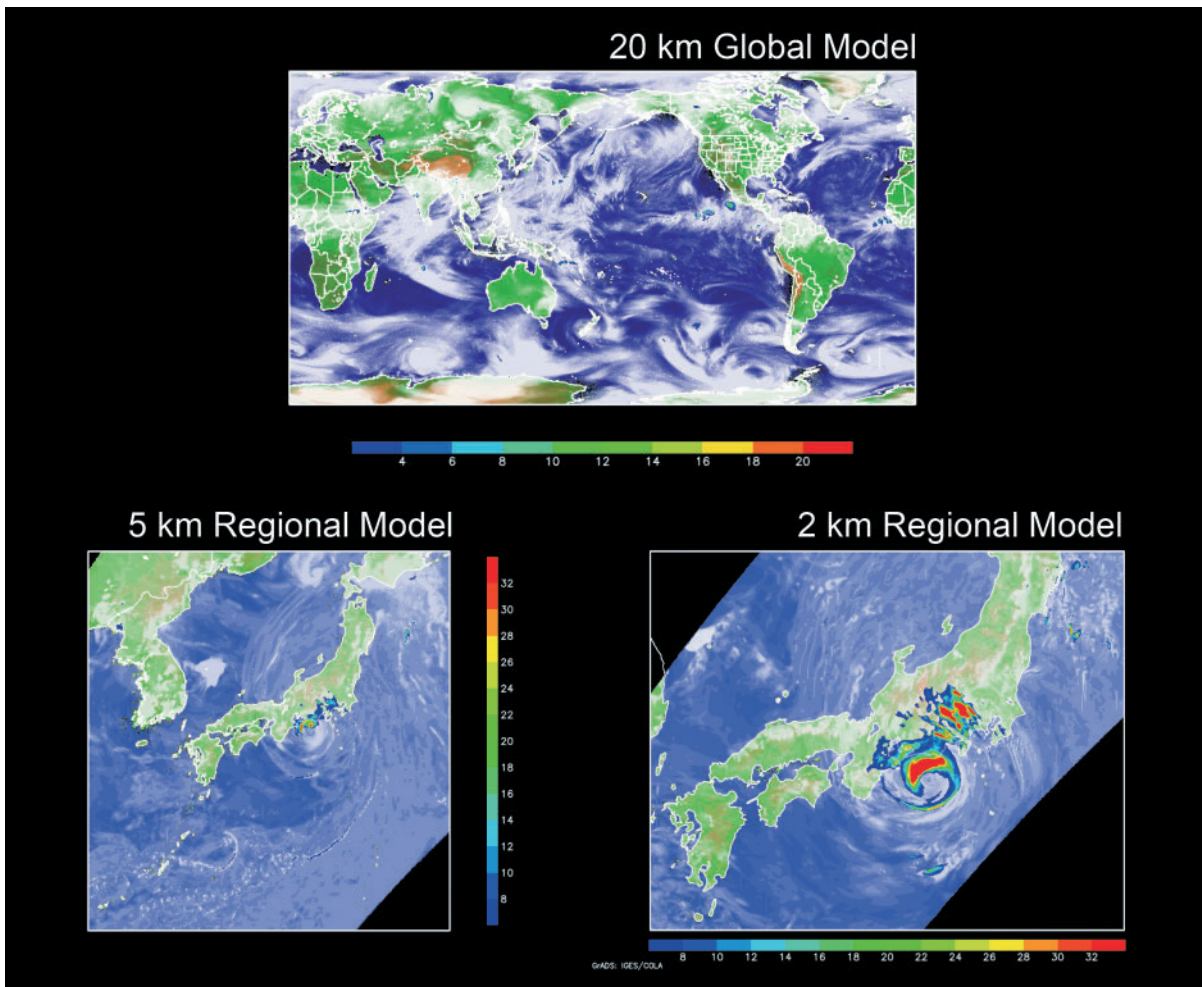 20 km Global Model
4 6 8 10 12 14 16 18 20
5 km Regional Model
32
30
28
26
24
22
20
18
16
14
12
10
8
2 km Regional Model
8 10 12 14 16 18 20 22 24 26 28 30 32
GrADS: IGES/COLA